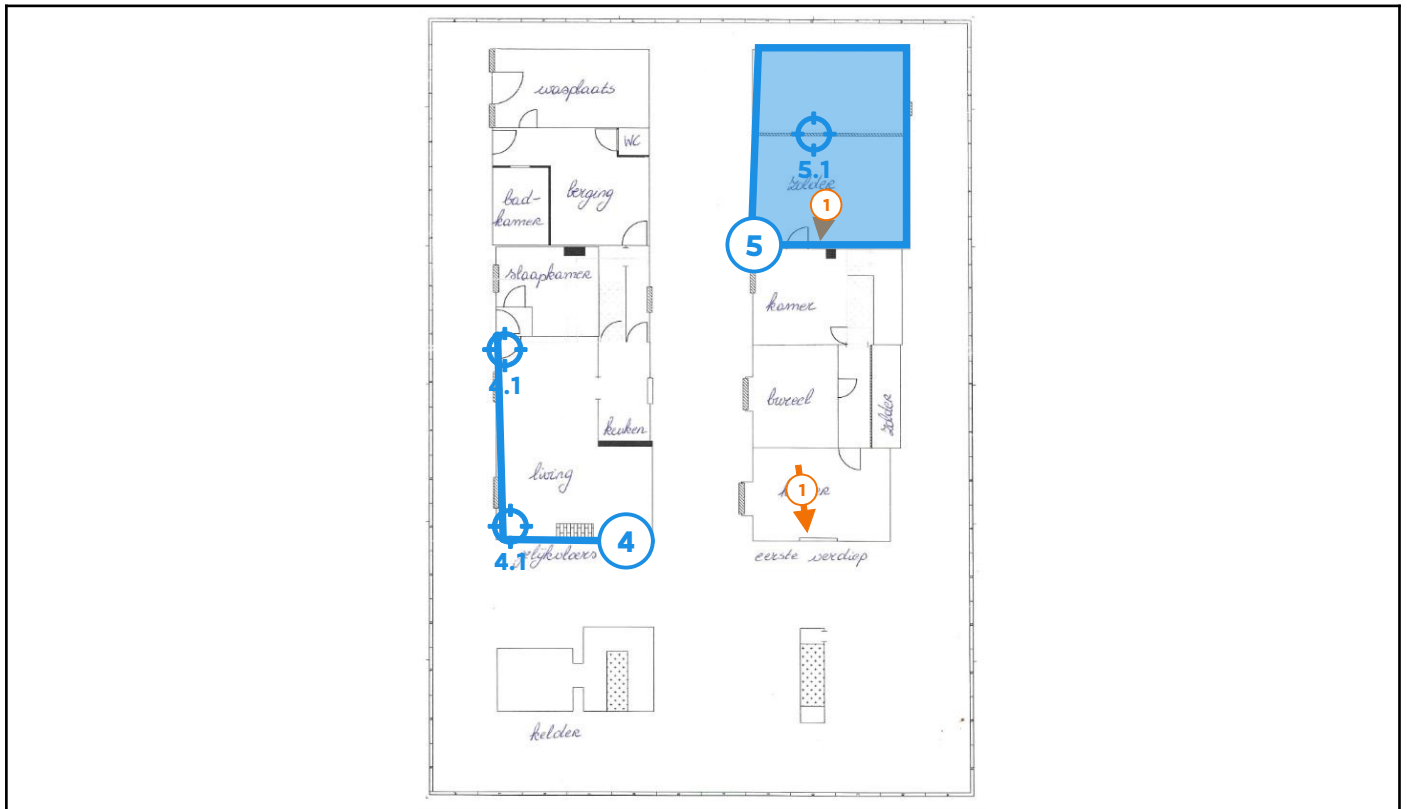 wasplaats
WC
bad-
kamer
berging
slaapkamer
4.1
keuken
living
4
4.1
gelijkvloers
kelder
5.1
zolder
1
5
kamer
bureel
zolder
1
eerste verdiep